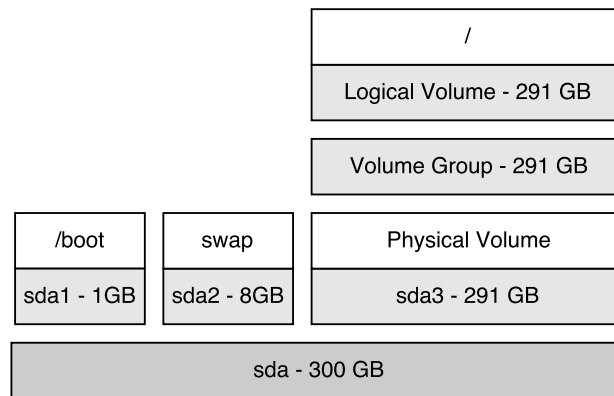 /
Logical Volume - 291 GB
Volume Group - 291 GB
/boot
swap
Physical Volume
sda1 - 1GB
sda2 - 8GB
sda3 - 291 GB
sda - 300 GB